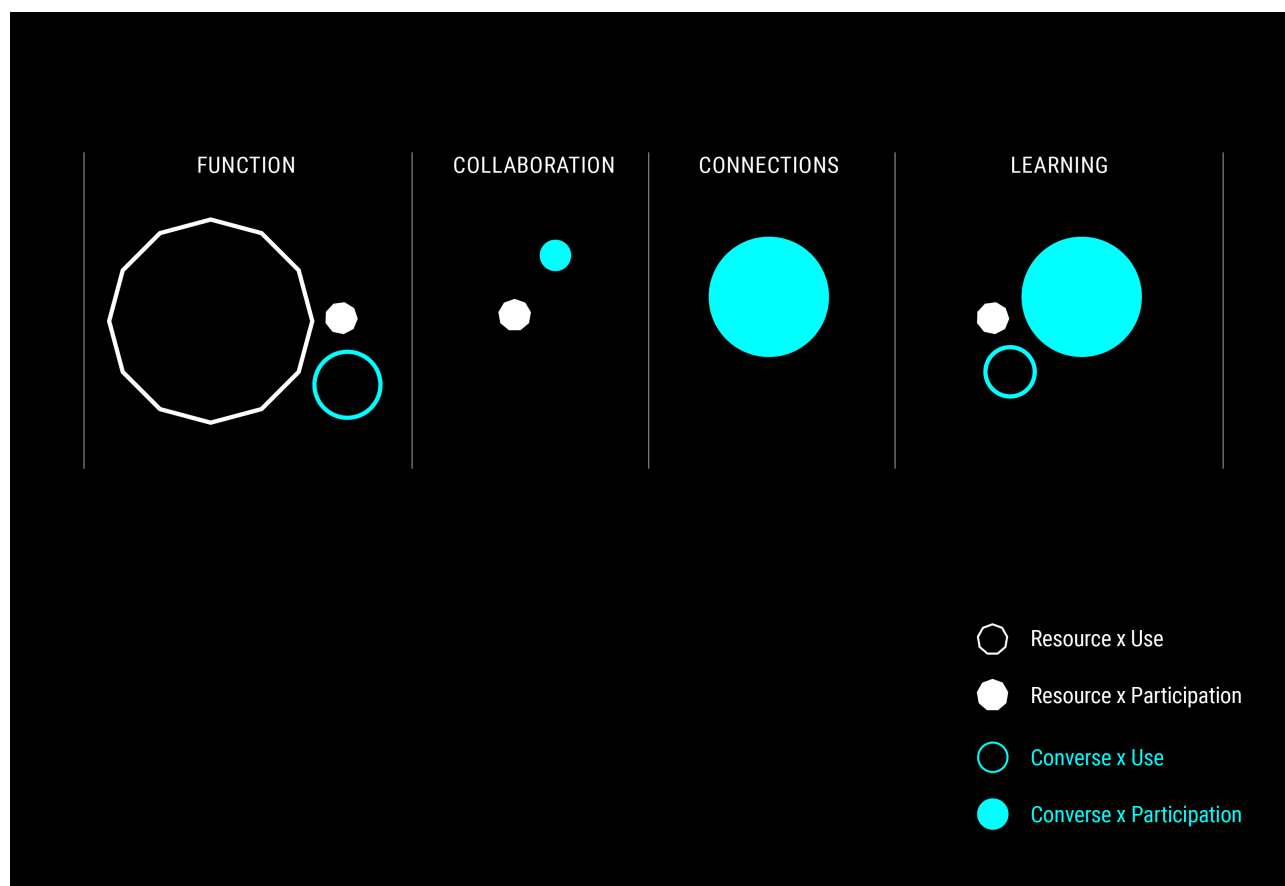 FUNCTION
COLLABORATION
CONNECTIONS
LEARNING
Resource x Use
Resource x Participation
Converse x Use
Converse x Participation